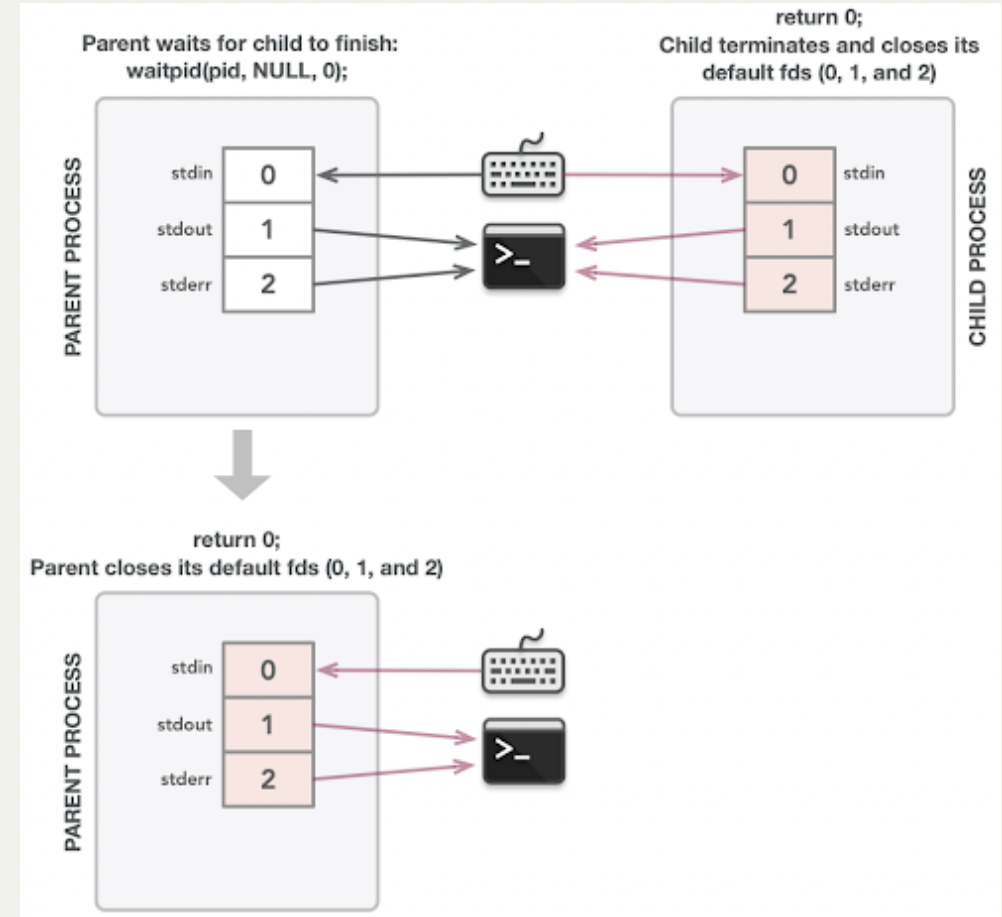 Parent waits for child to finish:
waitpid(pid, NULL, 0);
return 0;
Child terminates and closes its
default fds (0, 1, and 2)
PARENT PROCESS
stdin
0
stdout
1
stderr
2
>_
0
stdin
1
stdout
2
stderr
CHILD PROCESS
return 0;
Parent closes its default fds (0, 1, and 2)
PARENT PROCESS
stdin
0
stdout
1
stderr
2
>_